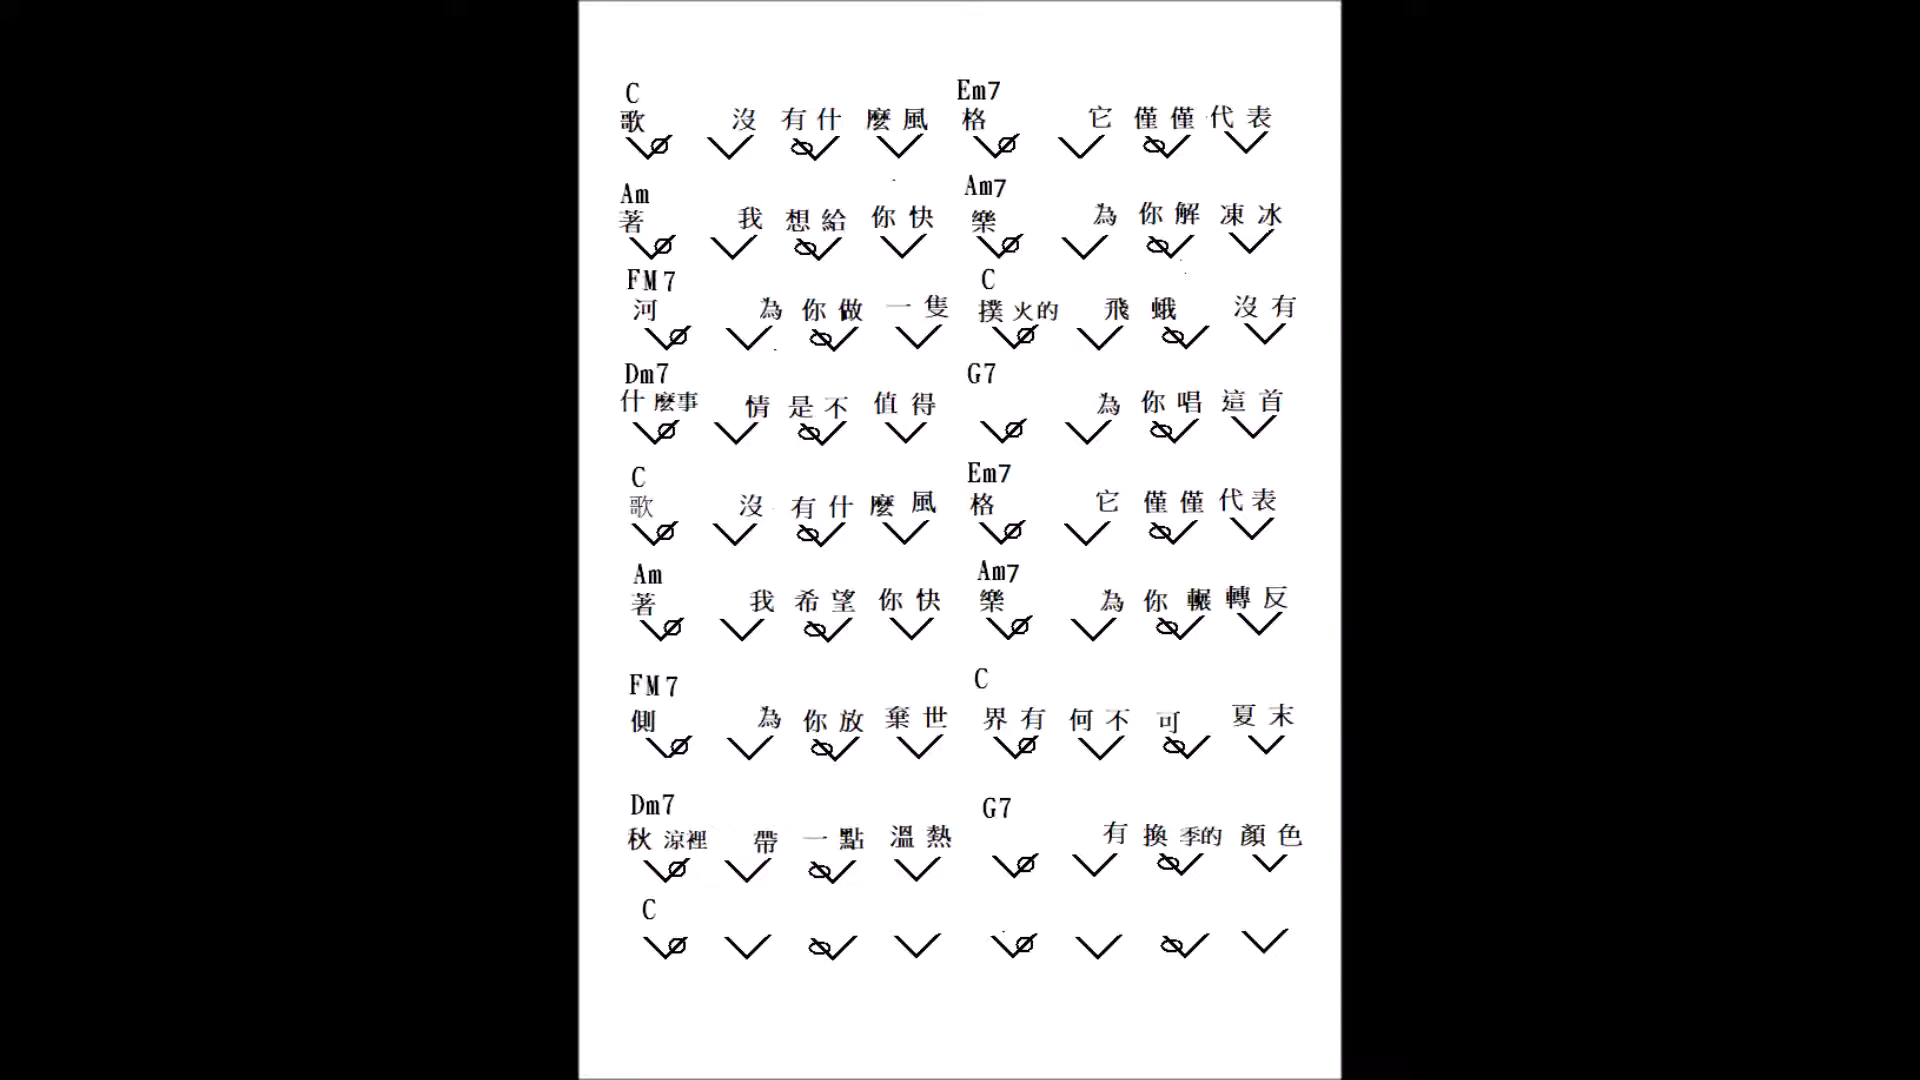 C Em7
歌 沒 有 什 麼 風 格 它 僅 僅 代 表
Am Am7
著 我 想 給 你 快 樂 為 你 解 凍 冰
FM7 C
河 為 你 做 一 隻 撲 火的 飛 蛾 沒 有
Dm7 G7
什 麼事 情 是 不 值 得 為 你 唱 這 首
C Em7
歌 沒 有 什 麼 風 格 它 僅 僅 代 表
Am Am7
著 我 希 望 你 快 樂 為 你 輾 轉 反
FM7 C
側 為 你 放 棄 世 界 有 何 不 可 夏 末
Dm7 G7
秋 涼裡 帶 一 點 溫 熱 有 換 季的 顏 色
C